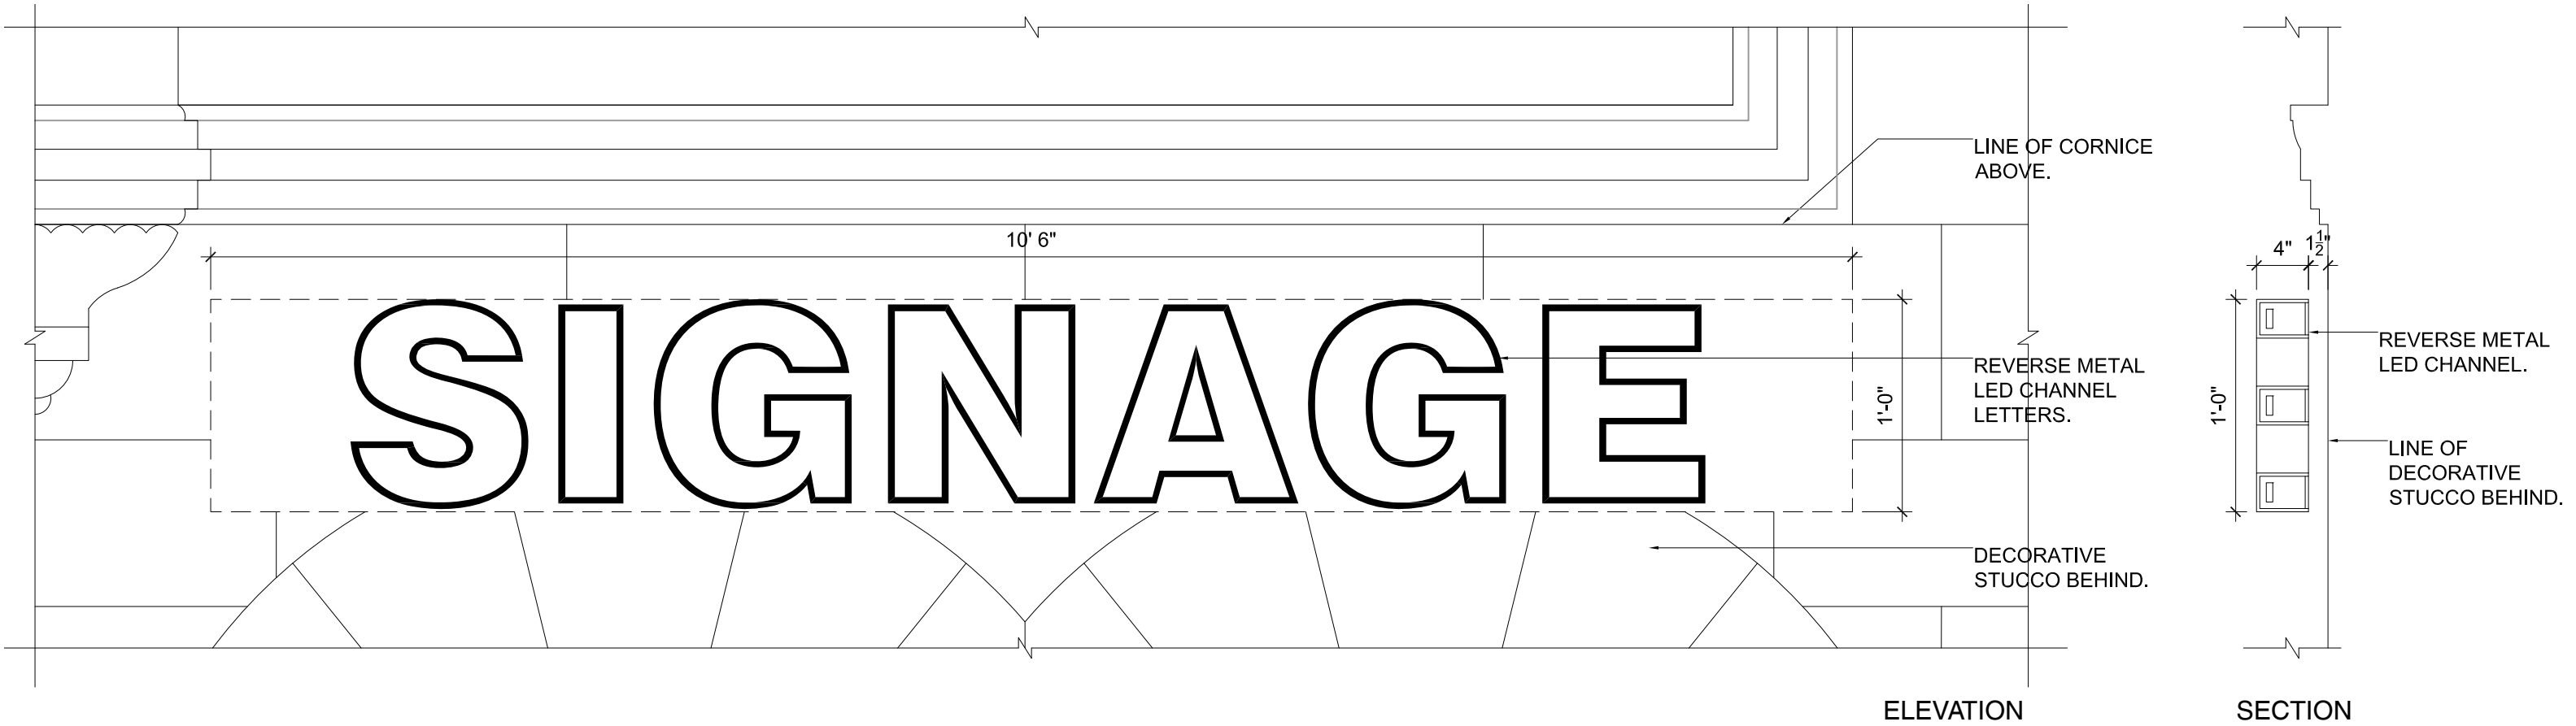 LINE OF CORNICE
ABOVE.
10' 6"
SIGNAGE
1'-0"
REVERSE METAL
LED CHANNEL
LETTERS.
DECORATIVE
STUCCO BEHIND.
ELEVATION
4" 1½"
1'-0"
REVERSE METAL
LED CHANNEL.
LINE OF
DECORATIVE
STUCCO BEHIND.
SECTION